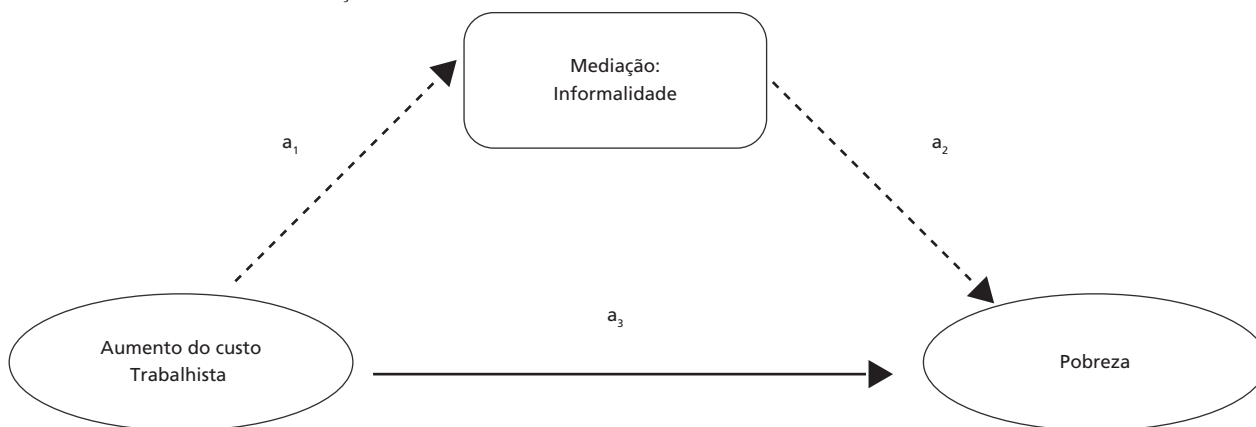 Mediação:
Informalidade
a₁
a₂
a₃
Aumento do custo
Trabalhista
Pobreza